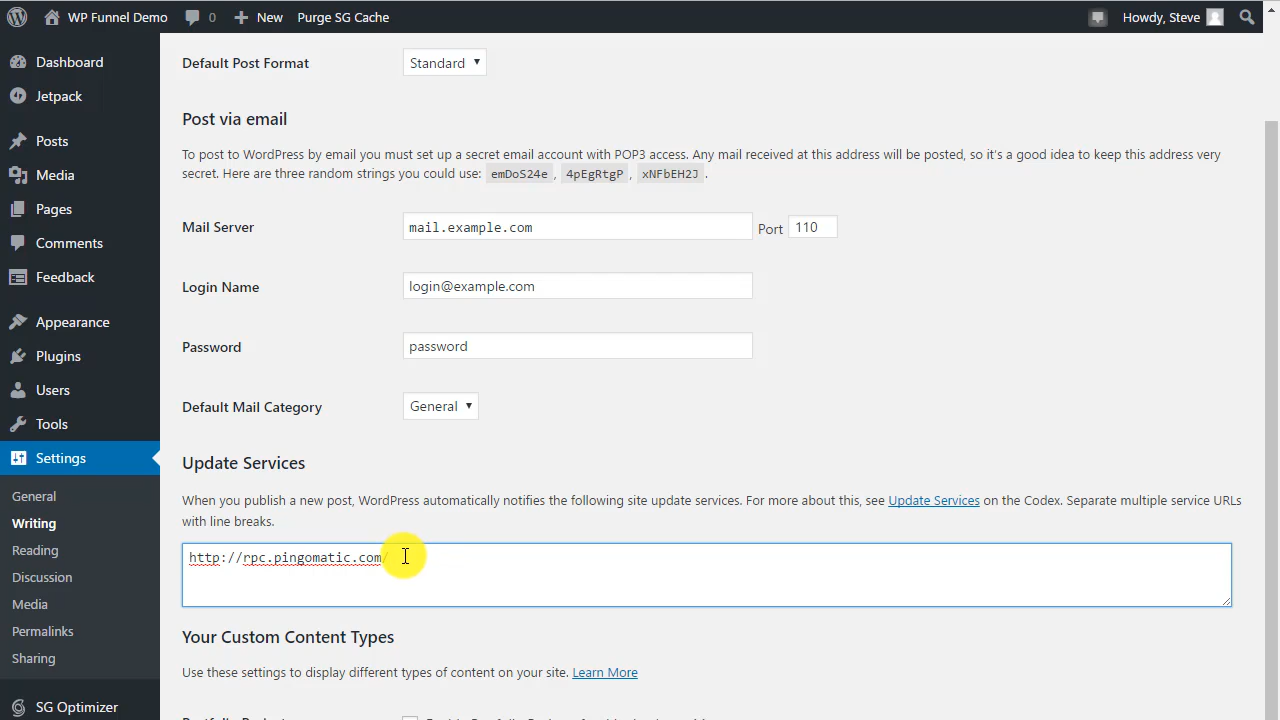 WP Funnel Demo 0 New Purge SG Cache Howdy, Steve
Dashboard
Jetpack
Posts
Media
Pages
Comments
Feedback
Appearance
Plugins
Users
Tools
Settings
General
Writing
Reading
Discussion
Media
Permalinks
Sharing
SG Optimizer
Default Post Format Standard
Post via email
To post to WordPress by email you must set up a secret email account with POP3 access. Any mail received at this address will be posted, so it's a good idea to keep this address very
secret. Here are three random strings you could use: emDoS24e , 4pEgRtgP , xNFbEH2J .
Mail Server mail.example.com Port 110
Login Name login@example.com
Password password
Default Mail Category General
Update Services
When you publish a new post, WordPress automatically notifies the following site update services. For more about this, see Update Services on the Codex. Separate multiple service URLs
with line breaks.
http://rpc.pingomatic.com/
Your Custom Content Types
Use these settings to display different types of content on your site. Learn More